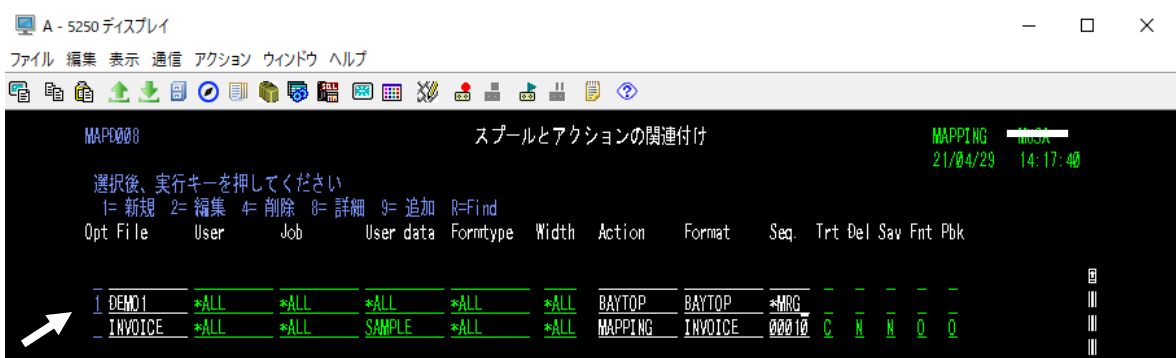 A - 5250 ディスプレイ
ファイル 編集 表示 通信 アクション ウィンドウ ヘルプ
MAPD008 スプールとアクションの関連付け MAPPING
21/04/29 14:17:40
選択後、実行キーを押してください
1= 新規 2= 編集 4= 削除 8= 詳細 9= 追加 R=Find
Opt File User Job User data Formtype Width Action Format Seq. Trt Del Sav Fnt Pbk
1 DEMO1 *ALL *ALL *ALL *ALL *ALL BAYTOP BAYTOP *MRG
INVOICE *ALL *ALL SAMPLE *ALL *ALL MAPPING INVOICE 00010 C N N O O